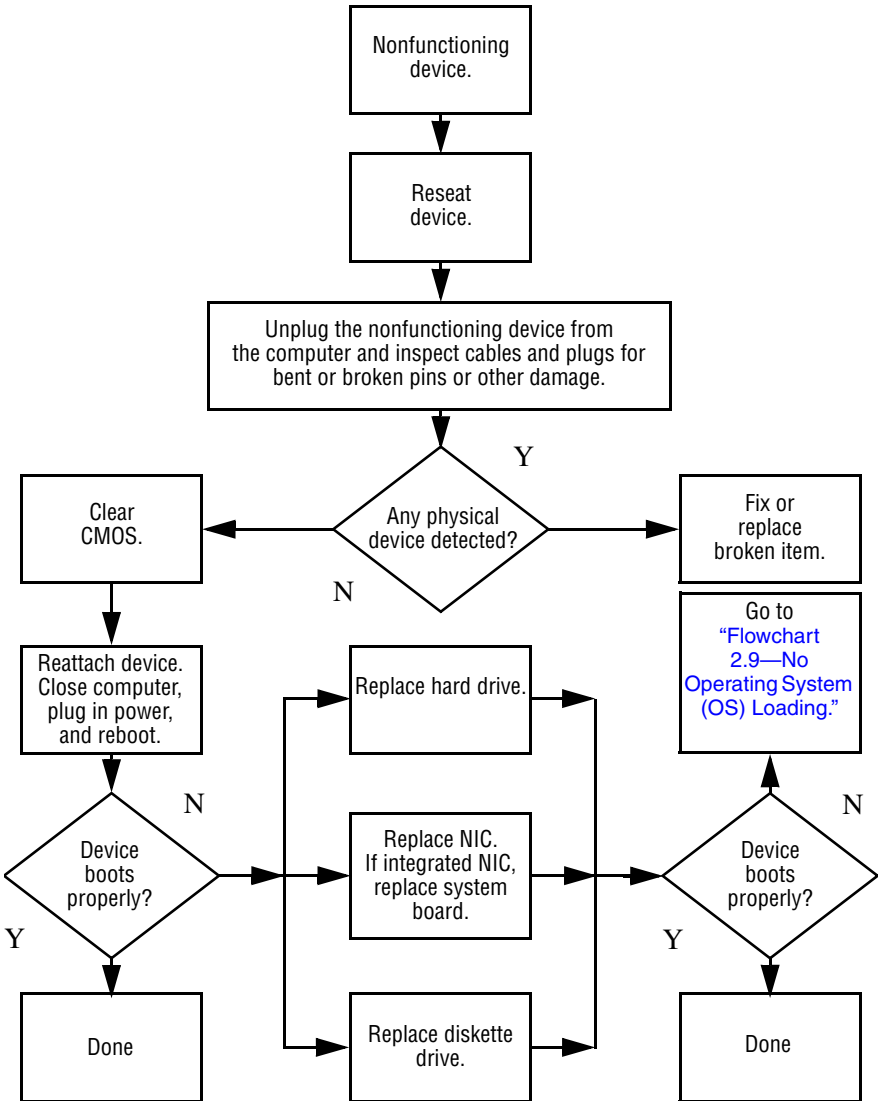 Nonfunctioning
device.
Reseat
device.
Unplug the nonfunctioning device from
the computer and inspect cables and plugs for
bent or broken pins or other damage.
Y
Clear
CMOS.
Any physical
device detected?
Fix or
replace
broken item.
N
Go to
“Flowchart
2.9—No
Operating System
(OS) Loading.”
Reattach device.
Close computer,
plug in power,
and reboot.
Replace hard drive.
N
N
Device
boots
properly?
Replace NIC.
If integrated NIC,
replace system
board.
Device
boots
properly?
Y
Y
Done
Replace diskette
drive.
Done